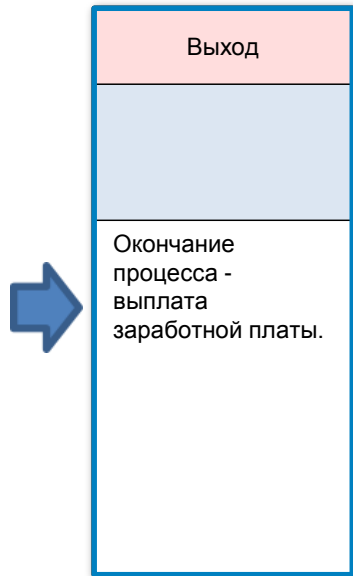 Выход
Окончание
процесса -
выплата
заработной платы.